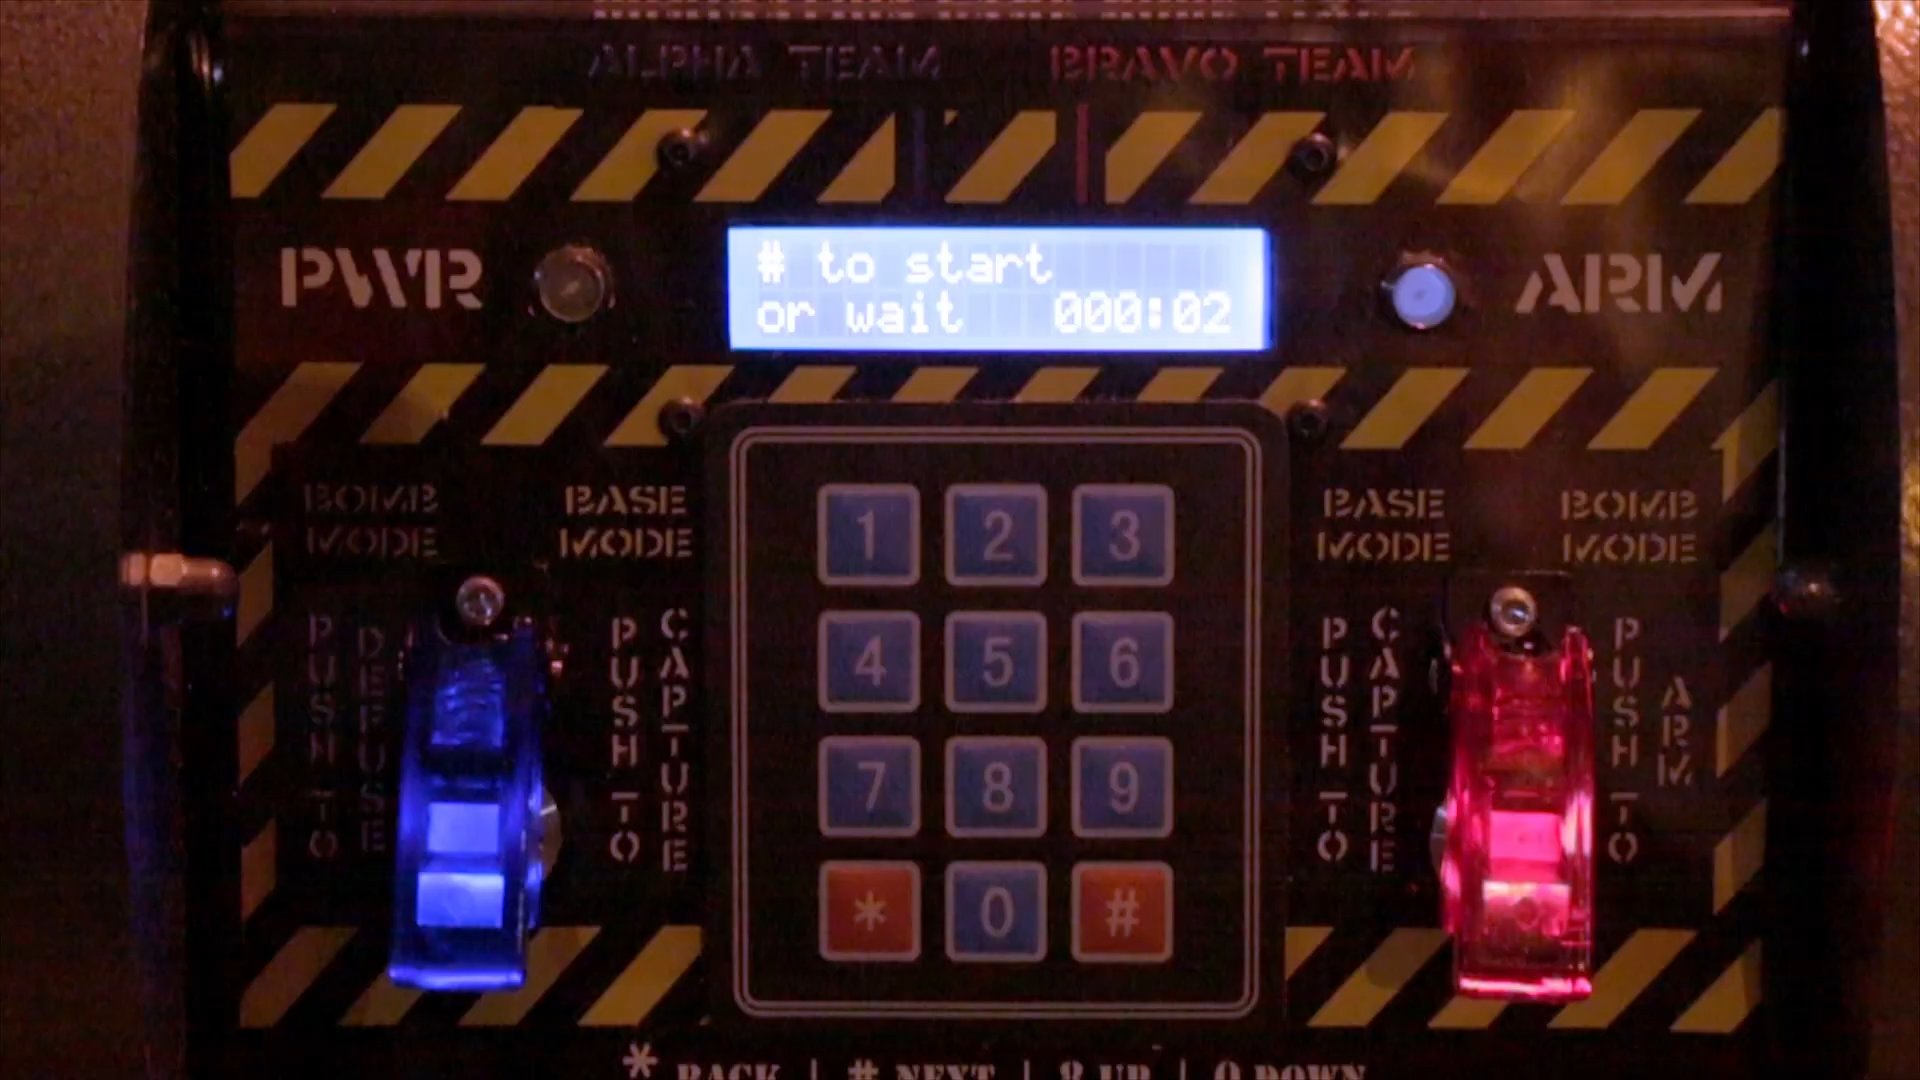 ALPHA TEAM BRAVO TEAM
PWR
# to start
or wait 000:02
ARM
BOMB MODE
BASE MODE
BASE MODE
BOMB MODE
PUSH TO DEFUSE
PUSH TO CAPTURE
1 2 3
4 5 6
7 8 9
* 0 #
PUSH TO CAPTURE
PUSH TO ARM
* BACK | # NEXT | 8 UP | 0 DOWN